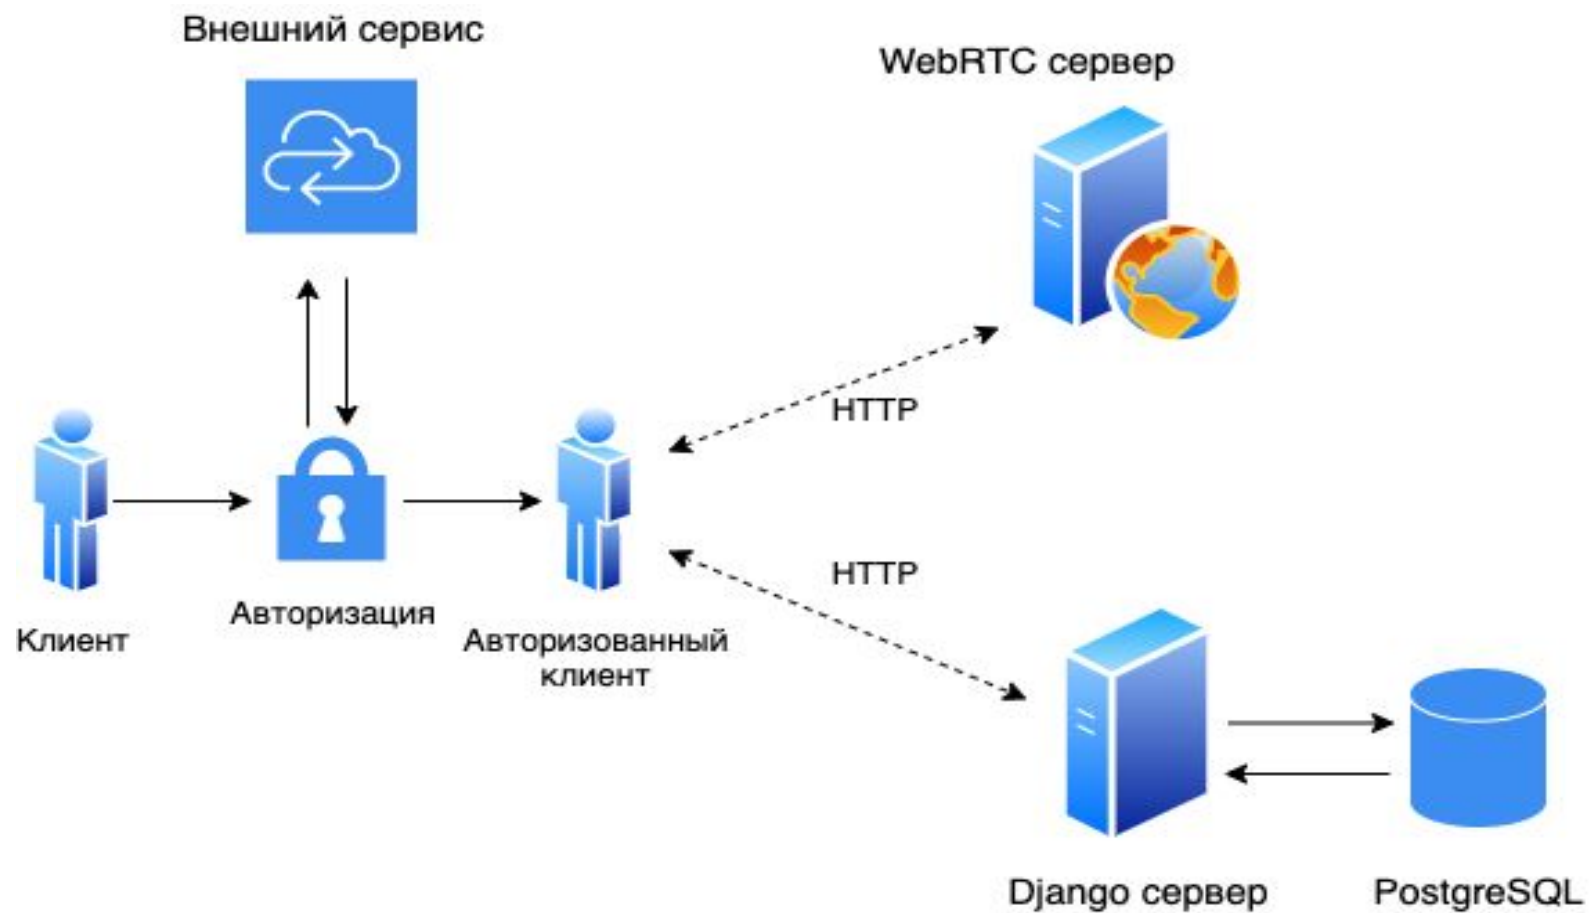 Внешний сервис
WebRTC сервер
HTTP
HTTP
Клиент
Авторизация
Авторизованный
клиент
Django сервер
PostgreSQL